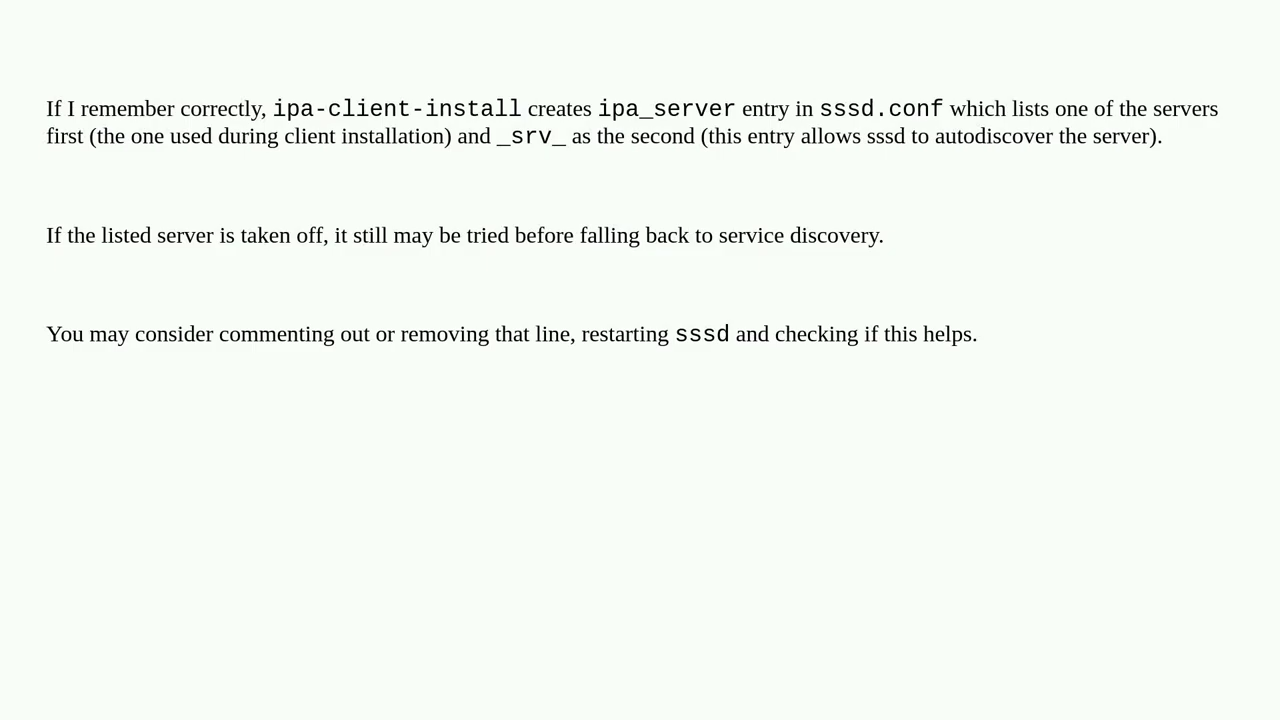 If I remember correctly, ipa-client-install creates ipa_server entry in sssd.conf which lists one of the servers
first (the one used during client installation) and _srv_ as the second (this entry allows sssd to autodiscover the server).
If the listed server is taken off, it still may be tried before falling back to service discovery.
You may consider commenting out or removing that line, restarting sssd and checking if this helps.